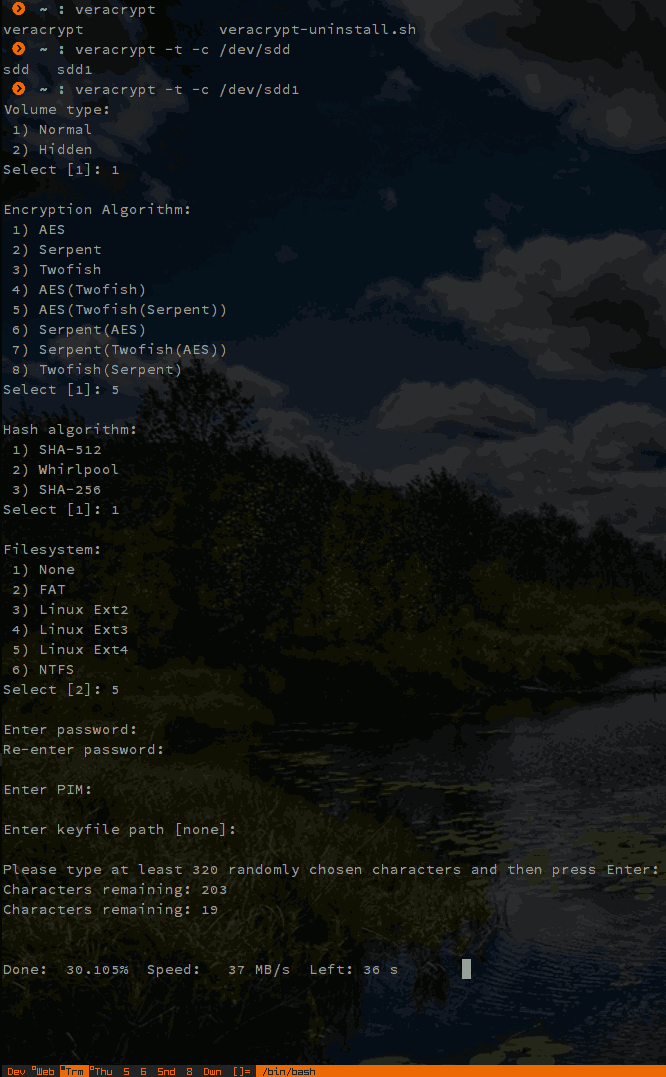 ~ : veracrypt
veracrypt veracrypt-uninstall.sh
~ : veracrypt -t -c /dev/sdd
sdd sdd1
~ : veracrypt -t -c /dev/sdd1
Volume type:
1) Normal
2) Hidden
Select [1]: 1
Encryption Algorithm:
1) AES
2) Serpent
3) Twofish
4) AES(Twofish)
5) AES(Twofish(Serpent))
6) Serpent(AES)
7) Serpent(Twofish(AES))
8) Twofish(Serpent)
Select [1]: 5
Hash algorithm:
1) SHA-512
2) Whirlpool
3) SHA-256
Select [1]: 1
Filesystem:
1) None
2) FAT
3) Linux Ext2
4) Linux Ext3
5) Linux Ext4
6) NTFS
Select [2]: 5
Enter password:
Re-enter password:
Enter PIM:
Enter keyfile path [none]:
Please type at least 320 randomly chosen characters and then press Enter:
Characters remaining: 203
Characters remaining: 19
Done: 30.105% Speed: 37 MB/s Left: 36 s
Dev Web Trm Thu 5 6 Snd 8 Dwn []= /bin/bash